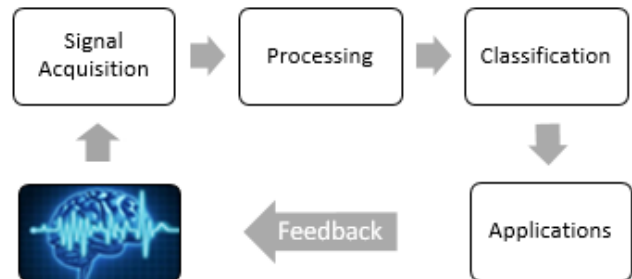 Signal
Acquisition
Processing
Classification
Feedback
Applications